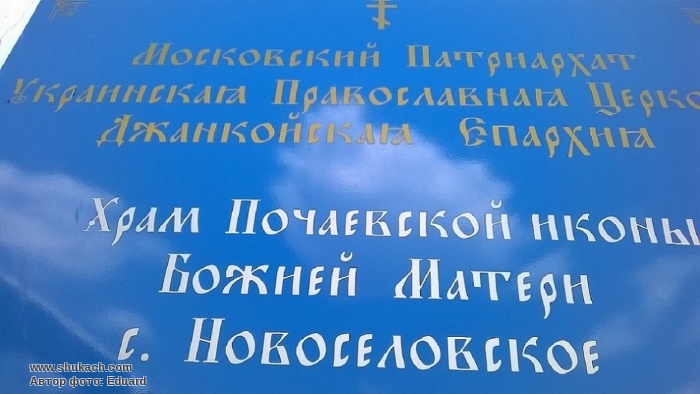 Московский Патриархат
Украинская Православная Церко
Джанкойская Епархия
Храм Почаевской иконы
Божией Матери
с. Новоселовское
www.shukach.com
Автор фото: Eduard